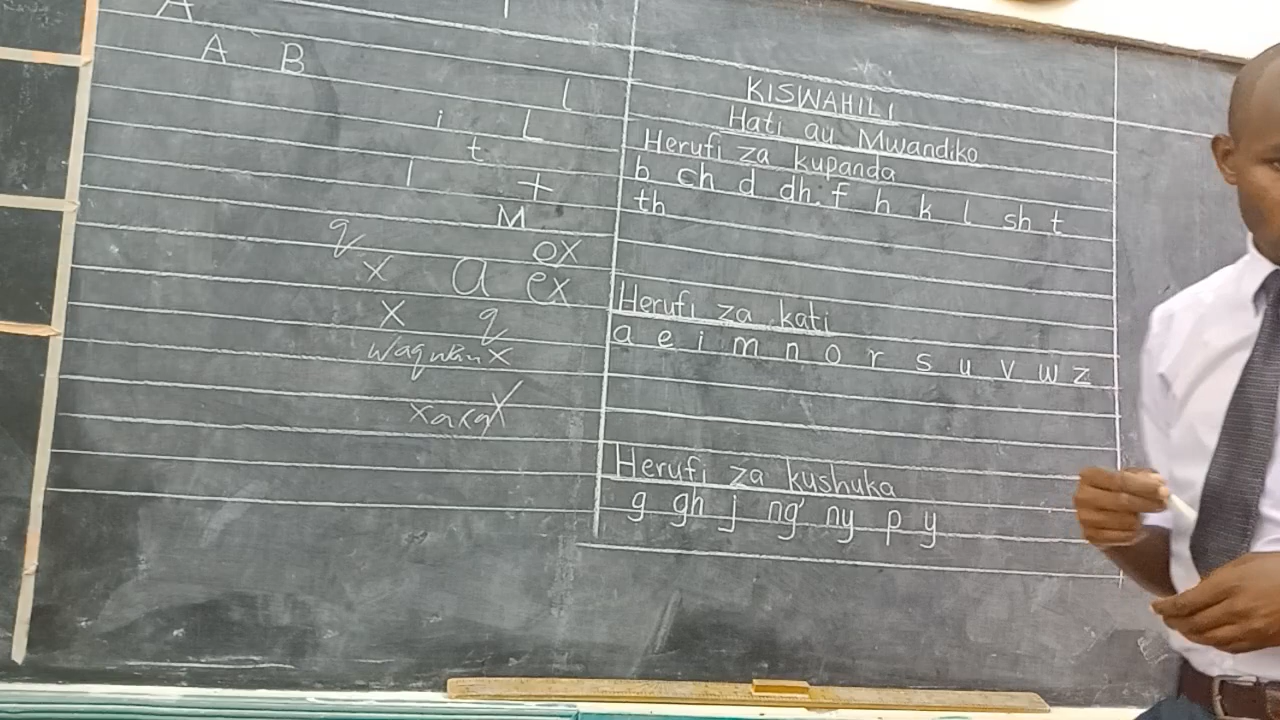 A
A B
l
i L
t
l +
M
q ox
x a ex
x q
x
KISWAHILI
Hati au Mwandiko
Herufi za kupanda
b ch d dh f h k l sh t
th
Herufi za kati
a e i m n o r s u v w z
Herufi za kushuka
g gh j ng' ny p y